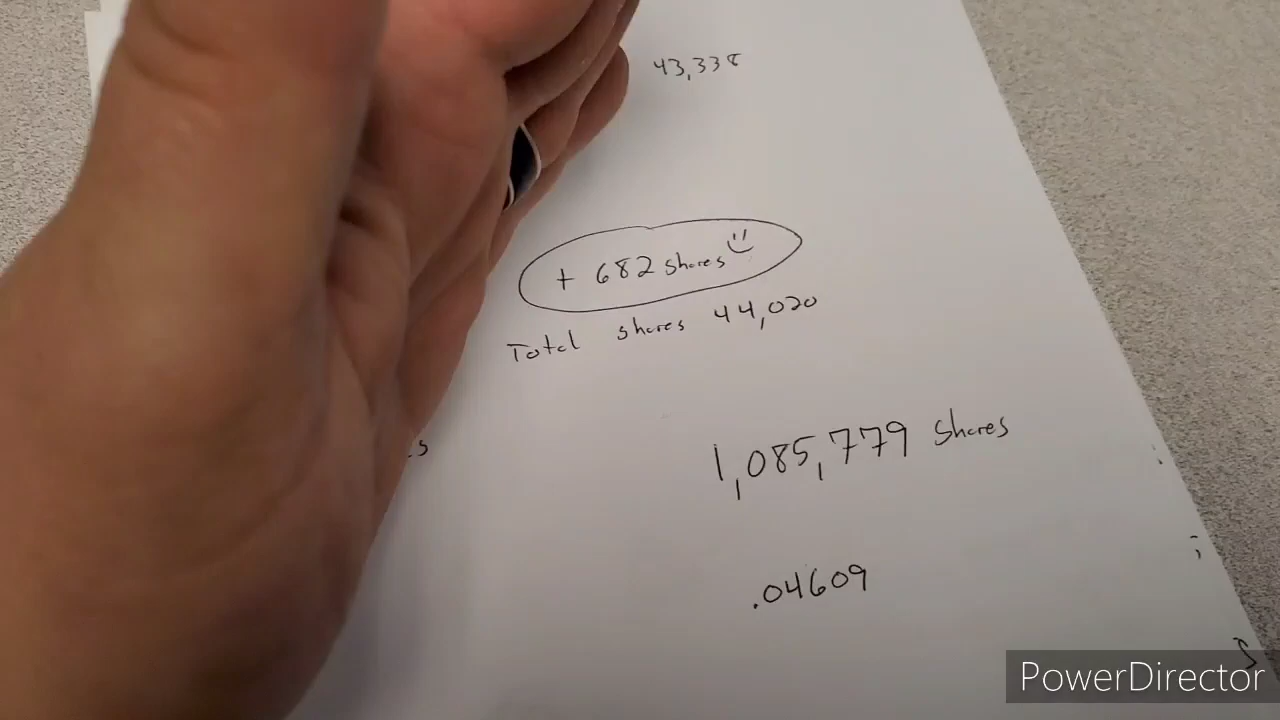 43,338
+ 682 shares
Total shares 44,020
1,085,779 shares
.04609
PowerDirector